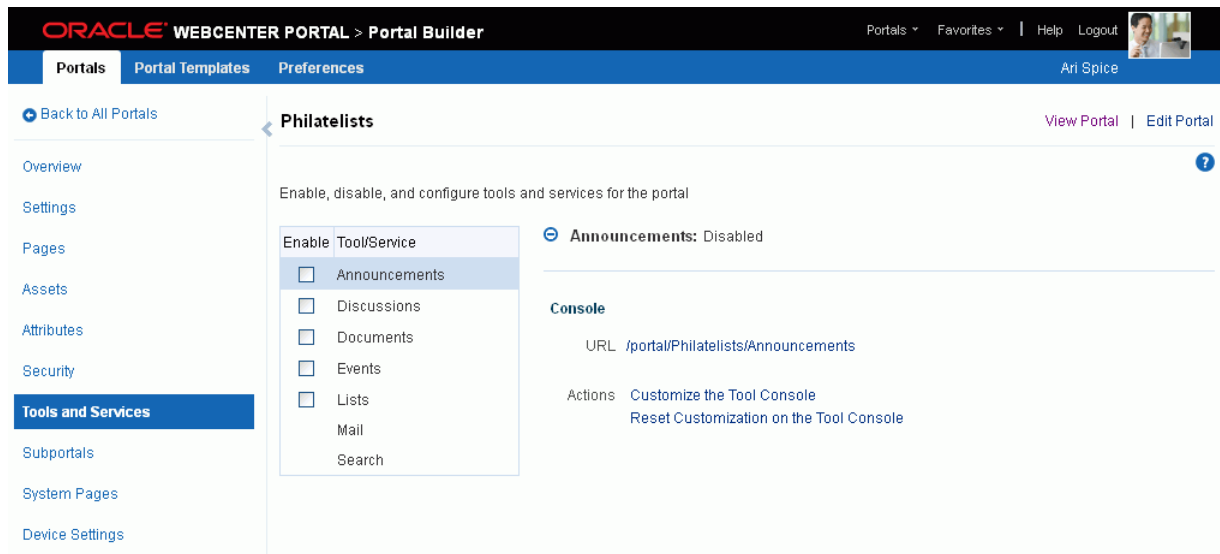 ORACLE WEBCENTER PORTAL > Portal Builder
Portals Favorites | Help Logout
Portals Portal Templates Preferences
Ari Spice
Back to All Portals
Philatelists
View Portal | Edit Portal
Overview
Settings
Pages
Assets
Attributes
Security
Tools and Services
Subportals
System Pages
Device Settings
?
Enable, disable, and configure tools and services for the portal
Enable Tool/Service
Announcements
Discussions
Documents
Events
Lists
Mail
Search
Announcements: Disabled
Console
URL /portal/Philatelists/Announcements
Actions Customize the Tool Console
Reset Customization on the Tool Console